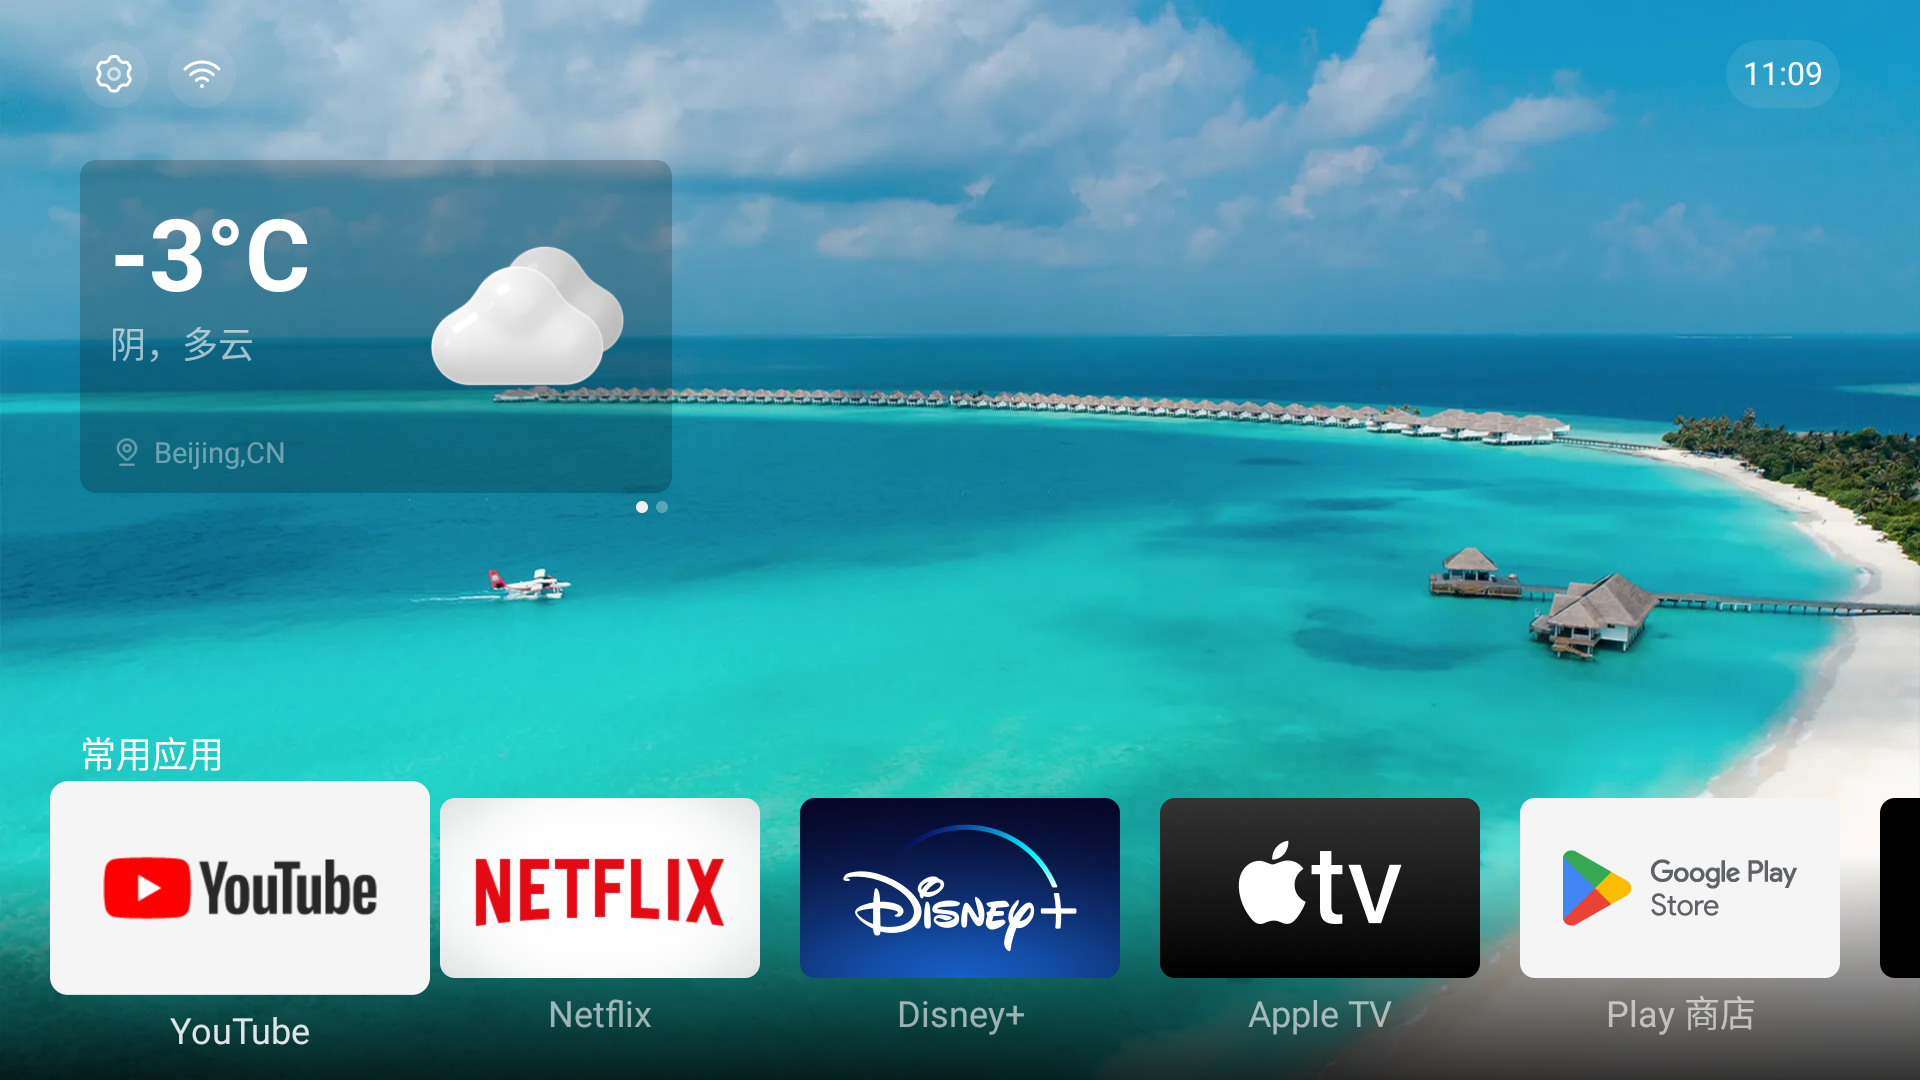 11:09
-3°C
阴，多云
Beijing,CN
常用应用
YouTube
NETFLIX
Disney+
tv
Google Play
Store
YouTube
Netflix
Disney+
Apple TV
Play 商店